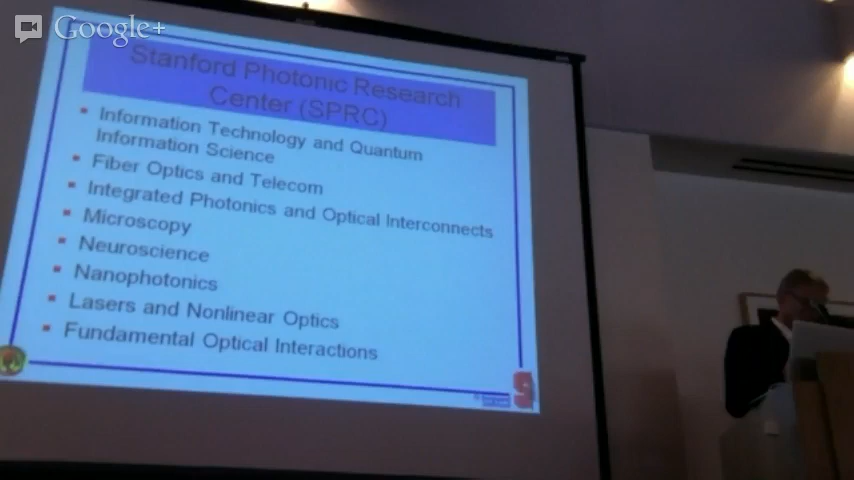 Google+
Stanford Photonic Research
Center (SPRC)
Information Technology and Quantum
Information Science
Fiber Optics and Telecom
Integrated Photonics and Optical Interconnects
Microscopy
Neuroscience
Nanophotonics
Lasers and Nonlinear Optics
Fundamental Optical Interactions
S